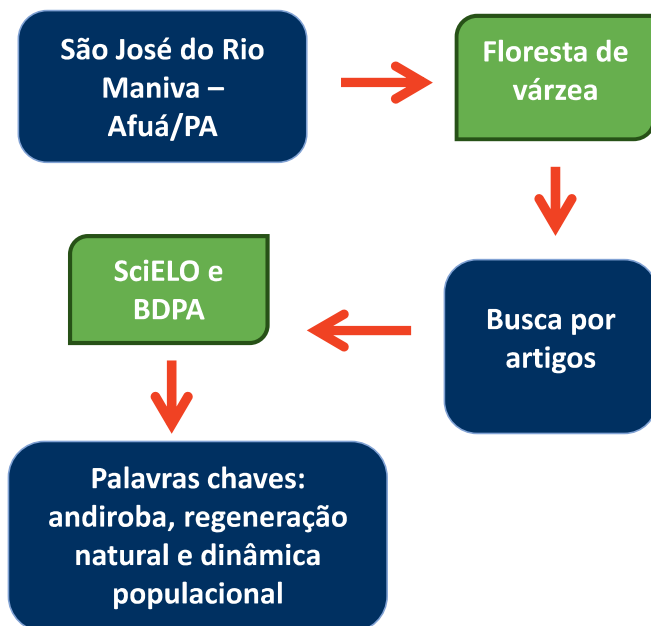 São José do Rio
Maniva –
Afuá/PA
Floresta de
várzea
Busca por
artigos
SciELO e
BDPA
Palavras chaves:
andiroba, regeneração
natural e dinâmica
populacional